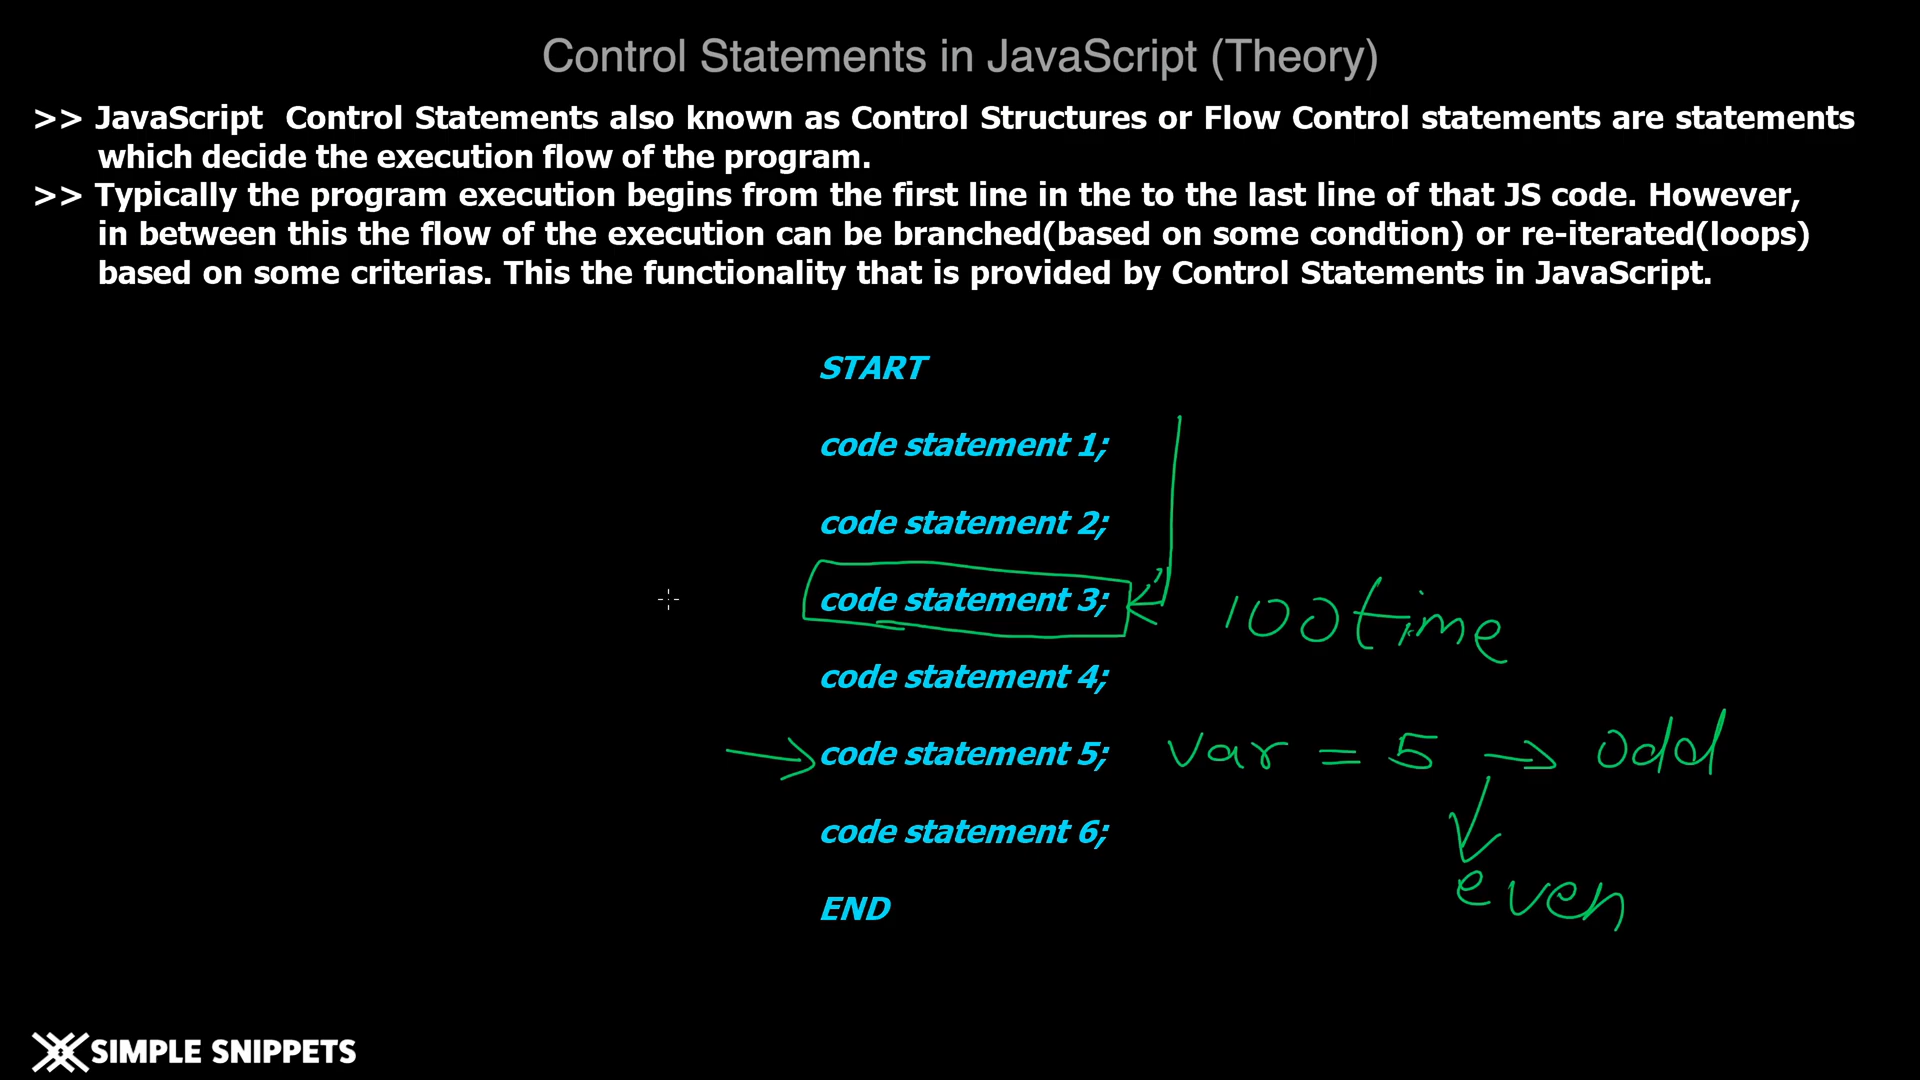 Control Statements in JavaScript (Theory)
>> JavaScript  Control Statements also known as Control Structures or Flow Control statements are statements
which decide the execution flow of the program.
>> Typically the program execution begins from the first line in the to the last line of that JS code. However,
in between this the flow of the execution can be branched(based on some condtion) or re-iterated(loops)
based on some criterias. This the functionality that is provided by Control Statements in JavaScript.
START
code statement 1;
code statement 2;
code statement 3;
100 time
code statement 4;
code statement 5;
var = 5 → odd
code statement 6;
even
END
SIMPLE SNIPPETS